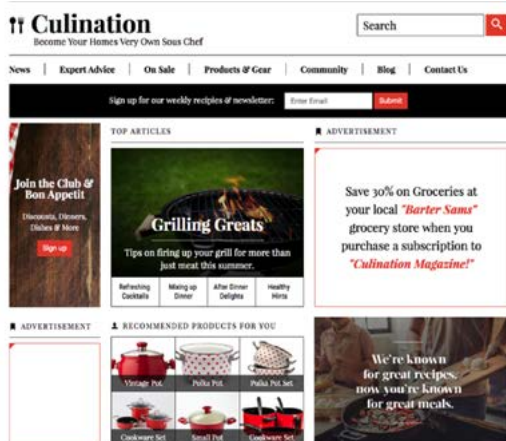 Culination
Become Your Homes Very Own Sous Chef
Search
News
Expert Advice
On Sale
Products & Gear
Community
Blog
Contact Us
Sign up for our weekly recipies & newsletter:
Enter Email
Submit
Join the Club &
Bon Appetit
Discounts, Dinners,
Dishes & More
Sign up
TOP ARTICLES
Grilling Greats
Tips on firing up your grill for more than
just meat this summer.
Refreshing
Cocktails
Mixing up
Dinner
After Dinner
Delights
Healthy
Hints
ADVERTISEMENT
Save 30% on Groceries at
your local "Barter Sams"
grocery store when you
purchase a subscription to
"Culination Magazine!"
ADVERTISEMENT
RECOMMENDED PRODUCTS FOR YOU
Vintage Pot
Polka Pot
Polka Pot Set
Cookware Set
Small Pot
Cookware Set
We're known
for great recipes,
now you're known
for great meals.